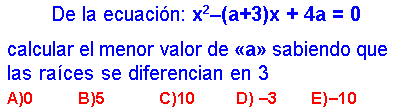 De la ecuación: x²–(a+3)x + 4a = 0
calcular el menor valor de «a» sabiendo que
las raíces se diferencian en 3
A)0 B)5 C)10 D) –3 E)–10